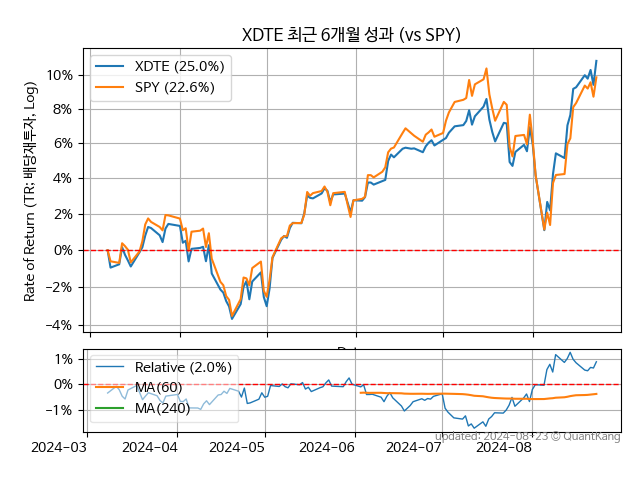 XDTE 최근 6개월 성과 (vs SPY)
Rate of Return (TR: 배당재투자, Log)
XDTE (25.0%)
SPY (22.6%)
10%
8%
6%
4%
2%
0%
−2%
−4%
1%
0%
−1%
Relative (2.0%)
MA(60)
MA(240)
2024-03 2024-04 2024-05 2024-06 2024-07 2024-08
updated: 2024-08-23 © QuantKang